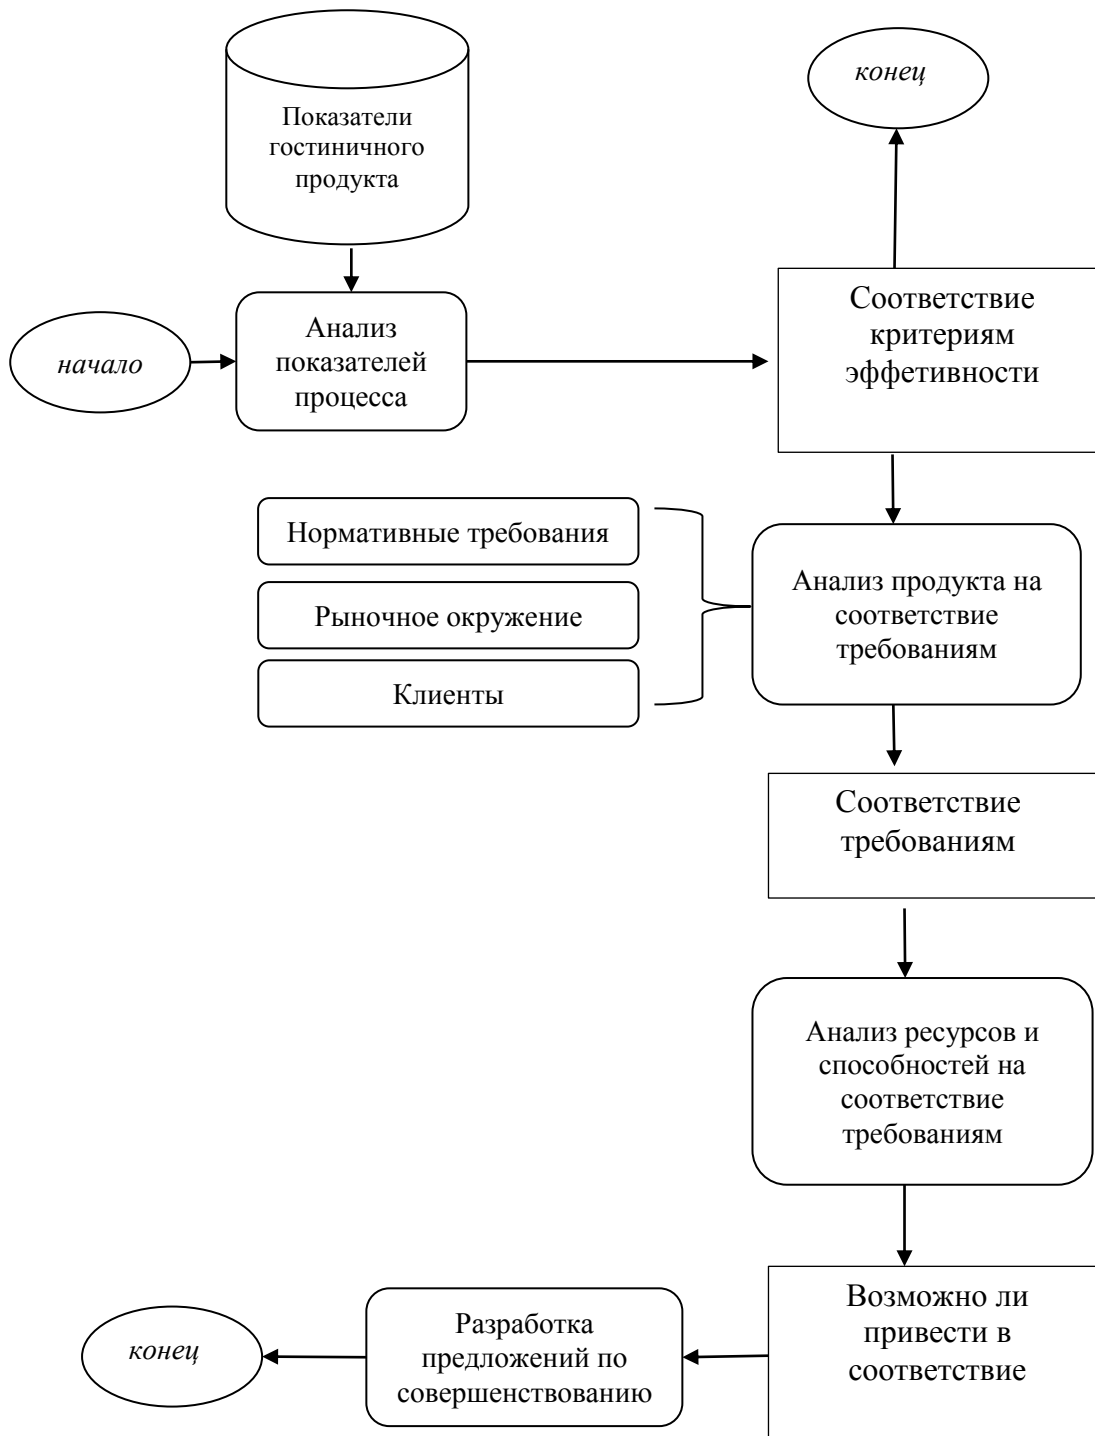 Показатели
гостиничного
продукта
конец
начало
Анализ
показателей
процесса
Соответствие
критериям
эффетивности
Нормативные требования
Рыночное окружение
Клиенты
Анализ продукта на
соответствие
требованиям
Соответствие
требованиям
Анализ ресурсов и
способностей на
соответствие
требованиям
Возможно ли
привести в
соответствие
Разработка
предложений по
совершенствованию
конец